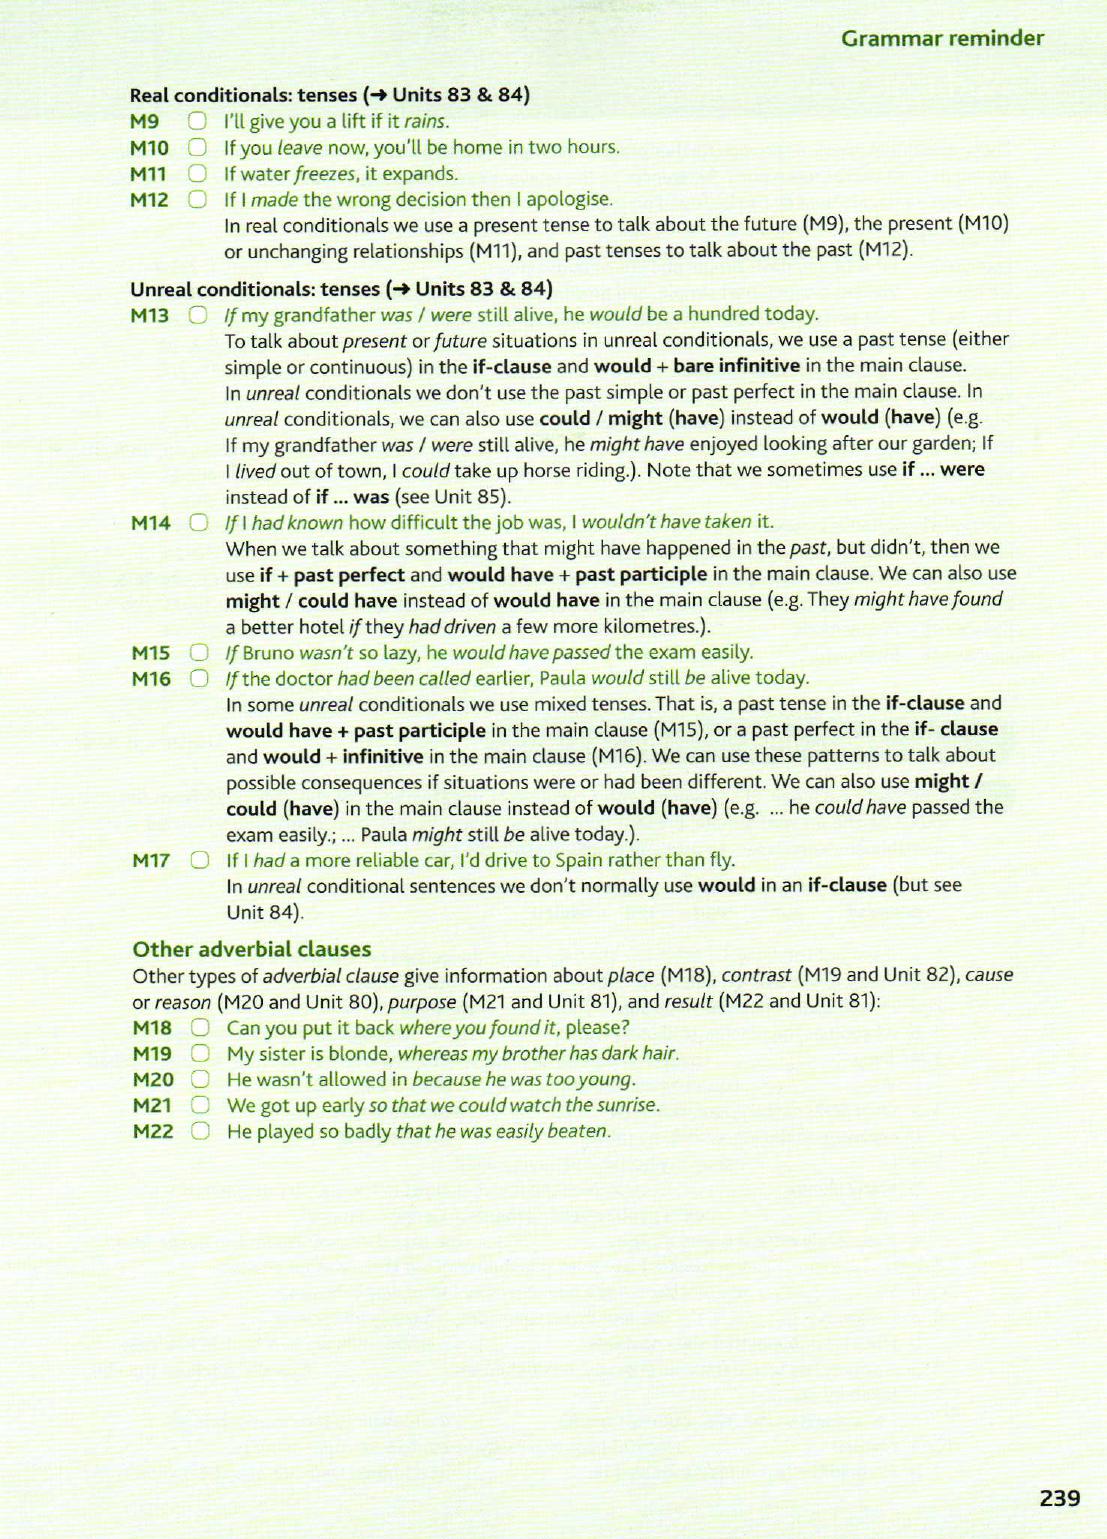 Grammar reminder
Real conditionals: tenses (➜ Units 83 & 84)
M9 I'll give you a lift if it rains.
M10 If you leave now, you'll be home in two hours.
M11 If water freezes, it expands.
M12 If I made the wrong decision then I apologise.
In real conditionals we use a present tense to talk about the future (M9), the present (M10)
or unchanging relationships (M11), and past tenses to talk about the past (M12).
Unreal conditionals: tenses (➜ Units 83 & 84)
M13 If my grandfather was / were still alive, he would be a hundred today.
To talk about present or future situations in unreal conditionals, we use a past tense (either
simple or continuous) in the if-clause and would + bare infinitive in the main clause.
In unreal conditionals we don't use the past simple or past perfect in the main clause. In
unreal conditionals, we can also use could / might (have) instead of would (have) (e.g.
If my grandfather was / were still alive, he might have enjoyed looking after our garden; If
I lived out of town, I could take up horse riding.). Note that we sometimes use if ... were
instead of if ... was (see Unit 85).
M14 If I had known how difficult the job was, I wouldn't have taken it.
When we talk about something that might have happened in the past, but didn't, then we
use if + past perfect and would have + past participle in the main clause. We can also use
might / could have instead of would have in the main clause (e.g. They might have found
a better hotel if they had driven a few more kilometres.).
M15 If Bruno wasn't so lazy, he would have passed the exam easily.
M16 If the doctor had been called earlier, Paula would still be alive today.
In some unreal conditionals we use mixed tenses. That is, a past tense in the if-clause and
would have + past participle in the main clause (M15), or a past perfect in the if- clause
and would + infinitive in the main clause (M16). We can use these patterns to talk about
possible consequences if situations were or had been different. We can also use might /
could (have) in the main clause instead of would (have) (e.g. ... he could have passed the
exam easily.; ... Paula might still be alive today.).
M17 If I had a more reliable car, I'd drive to Spain rather than fly.
In unreal conditional sentences we don't normally use would in an if-clause (but see
Unit 84).
Other adverbial clauses
Other types of adverbial clause give information about place (M18), contrast (M19 and Unit 82), cause
or reason (M20 and Unit 80), purpose (M21 and Unit 81), and result (M22 and Unit 81):
M18 Can you put it back where you found it, please?
M19 My sister is blonde, whereas my brother has dark hair.
M20 He wasn't allowed in because he was too young.
M21 We got up early so that we could watch the sunrise.
M22 He played so badly that he was easily beaten.
239